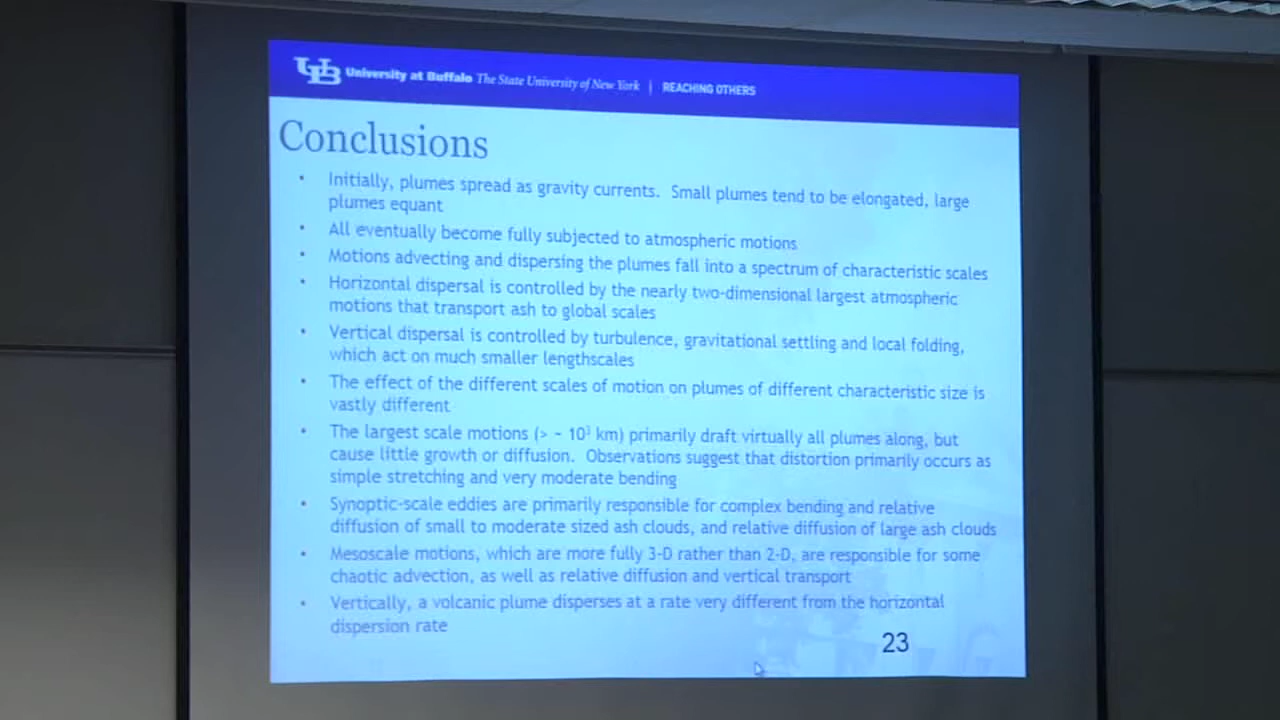 UB University at Buffalo The State University of New York | REACHING OTHERS
Conclusions
• Initially, plumes spread as gravity currents. Small plumes tend to be elongated, large
plumes equant
• All eventually become fully subjected to atmospheric motions
• Motions advecting and dispersing the plumes fall into a spectrum of characteristic scales
• Horizontal dispersal is controlled by the nearly two-dimensional largest atmospheric
motions that transport ash to global scales
• Vertical dispersal is controlled by turbulence, gravitational settling and local folding,
which act on much smaller lengthscales
• The effect of the different scales of motion on plumes of different characteristic size is
vastly different
• The largest scale motions (> ~ 10³ km) primarily draft virtually all plumes along, but
cause little growth or diffusion. Observations suggest that distortion primarily occurs as
simple stretching and very moderate bending
• Synoptic-scale eddies are primarily responsible for complex bending and relative
diffusion of small to moderate sized ash clouds, and relative diffusion of large ash clouds
• Mesoscale motions, which are more fully 3-D rather than 2-D, are responsible for some
chaotic advection, as well as relative diffusion and vertical transport
• Vertically, a volcanic plume disperses at a rate very different from the horizontal
dispersion rate
23